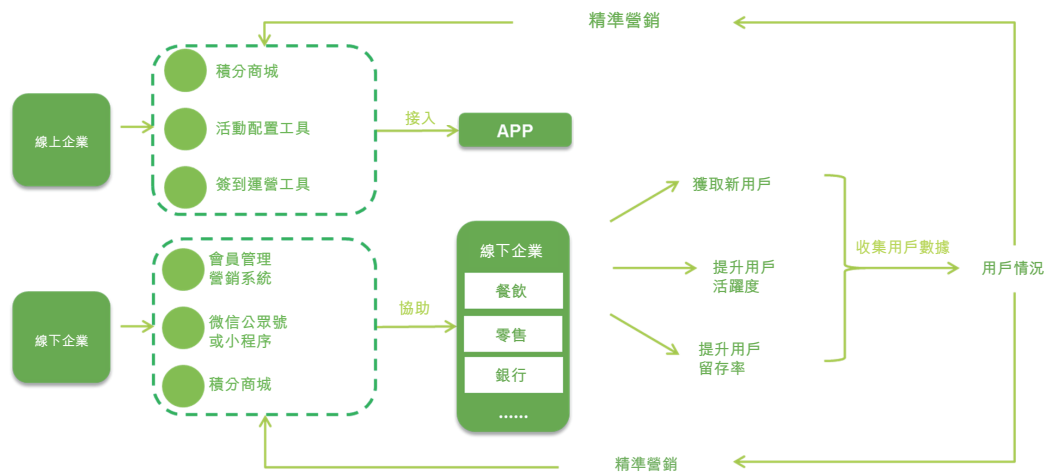 精準營銷
積分商城
線上企業
活動配置工具
接入
APP
簽到運營工具
獲取新用戶
線下企業
會員管理
營銷系統
餐飲
提升用戶
活躍度
收集用戶數據
用戶情況
線下企業
微信公眾號
或小程序
協助
零售
提升用戶
留存率
積分商城
銀行
......
精準營銷